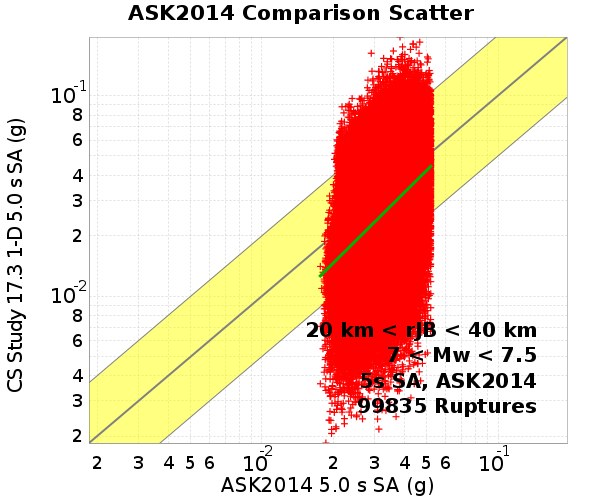 ASK2014 Comparison Scatter
CS Study 17.3 1-D 5.0 s SA (g)
10-1
8
6
4
3
2
10-2
8
6
4
3
2
20 km < rJB < 40 km
7 < Mw < 7.5
5s SA, ASK2014
99835 Ruptures
2 3 4 5 6 10-2 2 3 4 5 6 10-1
ASK2014 5.0 s SA (g)